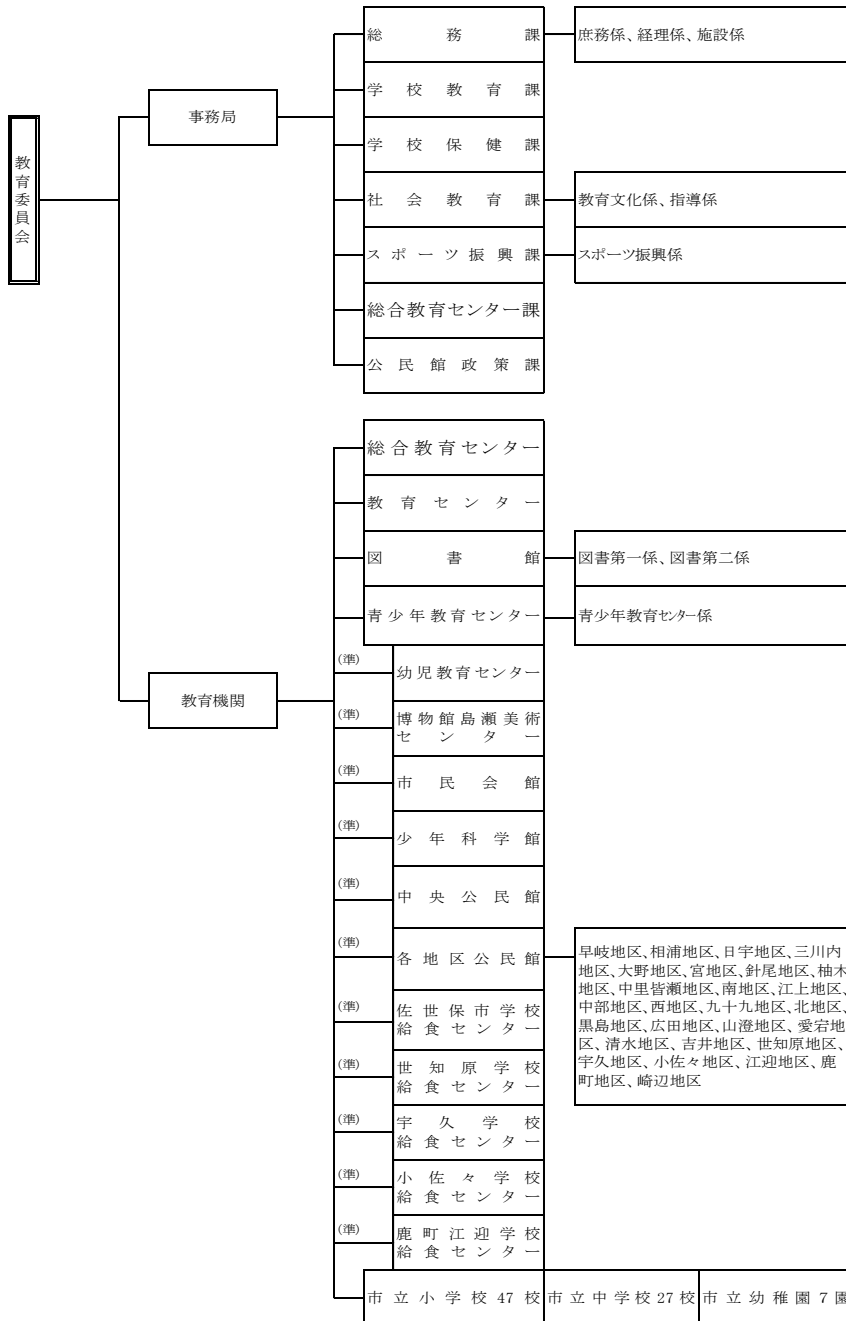 教育委員会
事務局
総務課
庶務係、経理係、施設係
学校教育課
学校保健課
社会教育課
教育文化係、指導係
スポーツ振興課
スポーツ振興係
総合教育センター課
公民館政策課
教育機関
総合教育センター
教育センター
図書館
図書第一係、図書第二係
青少年教育センター
青少年教育センター係
(準)
幼児教育センター
(準)
博物館島瀬美術
センター
(準)
市民会館
(準)
少年科学館
(準)
中央公民館
(準)
各地区公民館
早岐地区、相浦地区、日宇地区、三川内
地区、大野地区、宮地区、針尾地区、柚木
地区、中里皆瀬地区、南地区、江上地区、
中部地区、西地区、九十九地区、北地区、
黒島地区、広田地区、山澄地区、愛宕地
区、清水地区、吉井地区、世知原地区、
宇久地区、小佐々地区、江迎地区、鹿
町地区、崎辺地区
(準)
佐世保市学校
給食センター
(準)
世知原学校
給食センター
(準)
宇久学校
給食センター
(準)
小佐々学校
給食センター
(準)
鹿町江迎学校
給食センター
市立小学校47校
市立中学校27校
市立幼稚園7園